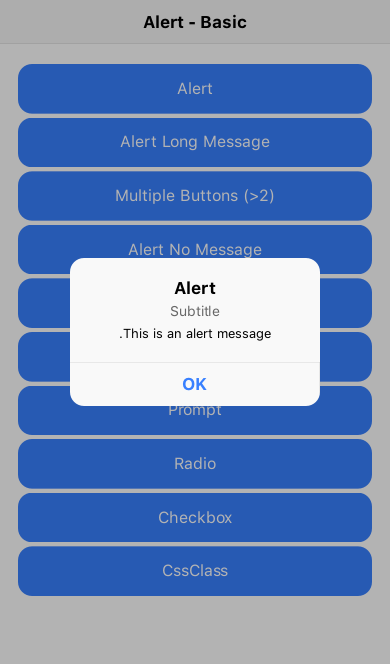 Alert - Basic
Alert
Alert Long Message
Multiple Buttons (>2)
Alert No Message
Alert
Subtitle
.This is an alert message
OK
Prompt
Radio
Checkbox
CssClass